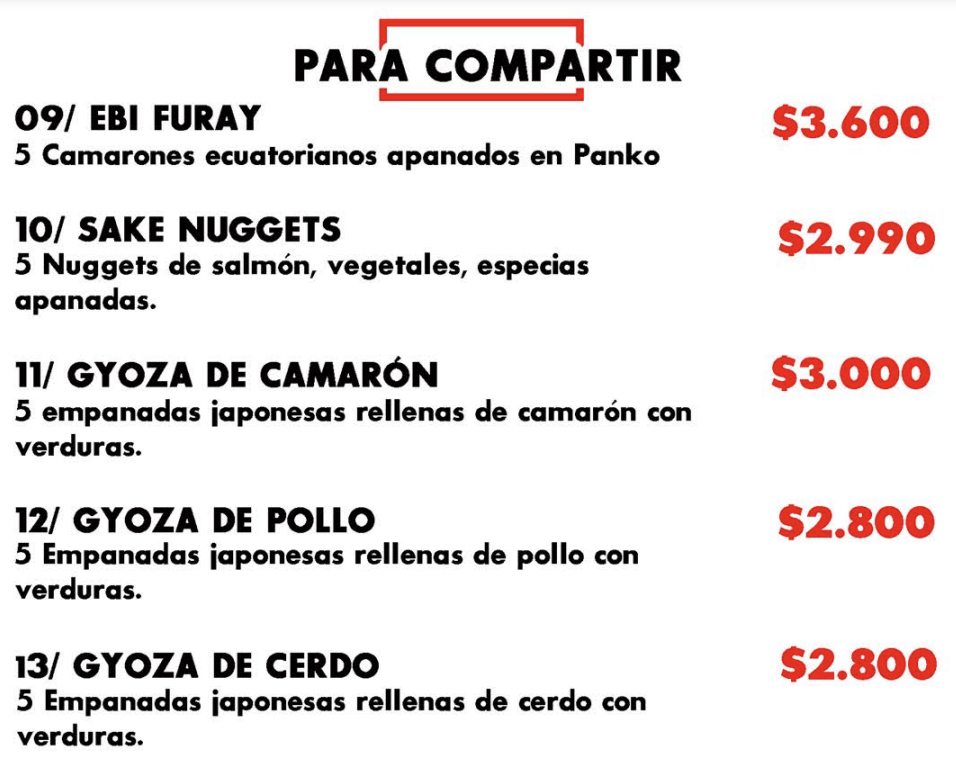 PARA COMPARTIR
09/ EBI FURAY $3.600
5 Camarones ecuatorianos apanados en Panko
10/ SAKE NUGGETS $2.990
5 Nuggets de salmón, vegetales, especias
apanadas.
11/ GYOZA DE CAMARÓN $3.000
5 empanadas japonesas rellenas de camarón con
verduras.
12/ GYOZA DE POLLO $2.800
5 Empanadas japonesas rellenas de pollo con
verduras.
13/ GYOZA DE CERDO $2.800
5 Empanadas japonesas rellenas de cerdo con
verduras.